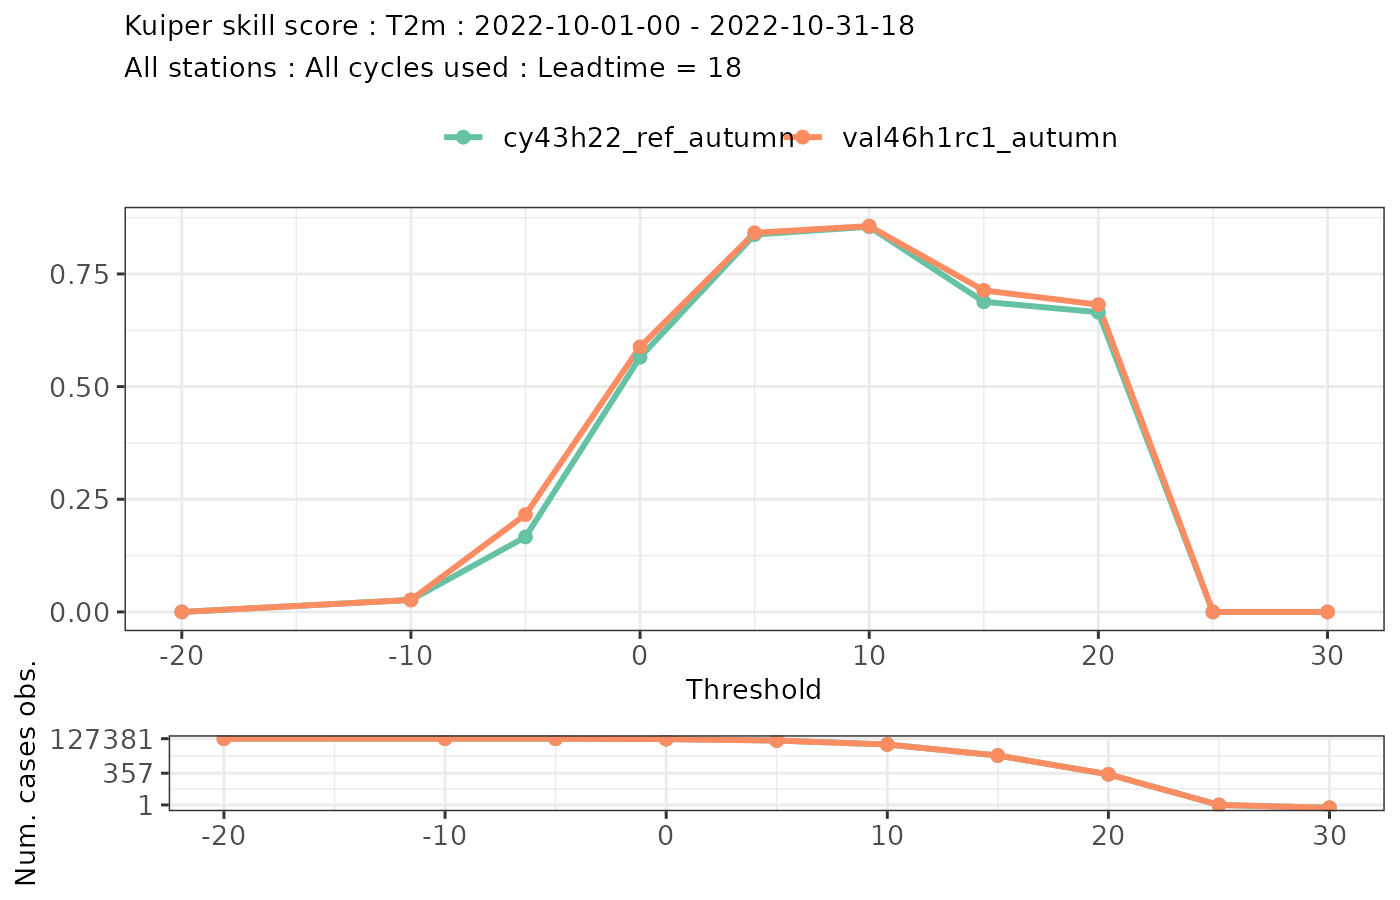 Kuiper skill score : T2m : 2022-10-01-00 - 2022-10-31-18
All stations : All cycles used : Leadtime = 18
cy43h22_ref_autumn val46h1rc1_autumn
0.75
0.50
0.25
0.00
-20 -10 0 10 20 30
Threshold
Num. cases obs.
127381
357
1
-20 -10 0 10 20 30